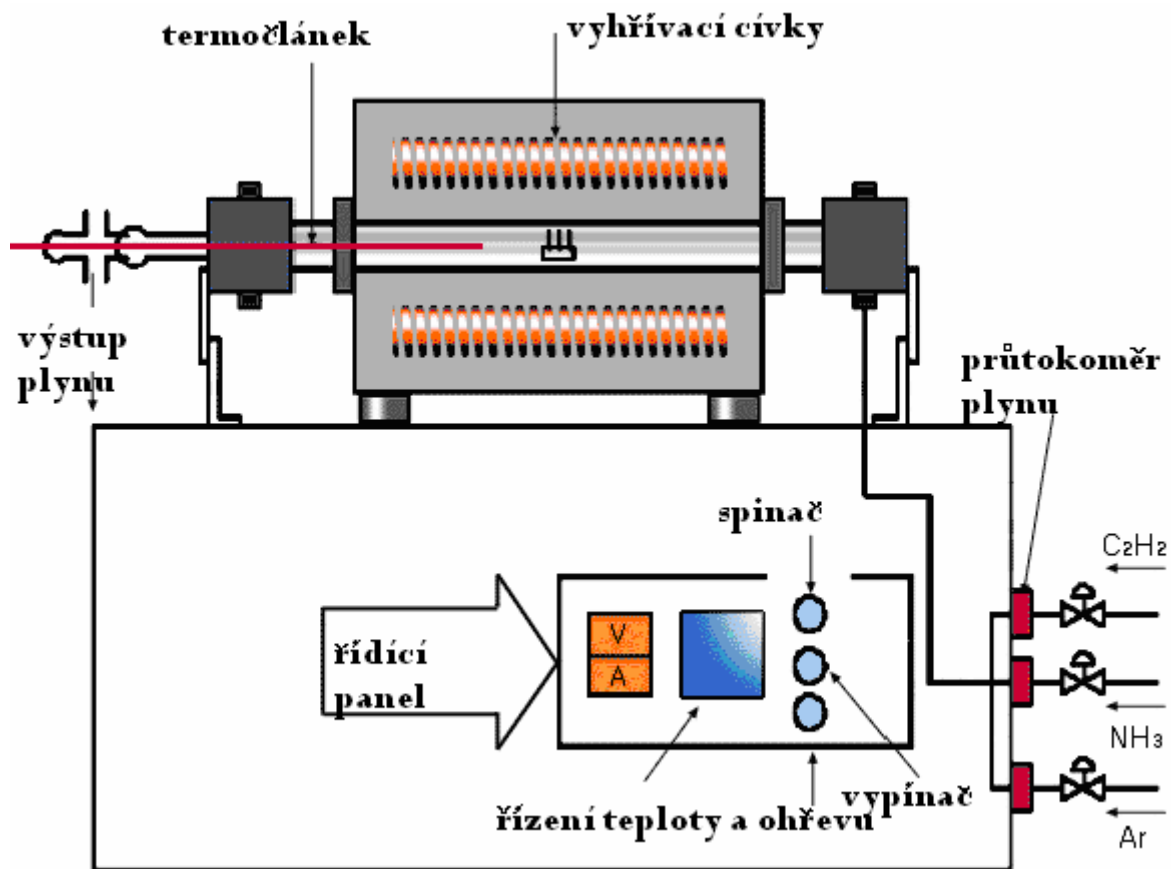 termočlánek
vyhřívací cívky
výstup
plynu
průtokoměr
plynu
spinač
C₂H₂
řídící
panel
V
A
NH₃
vypínač
řízení teploty a ohřevu
Ar